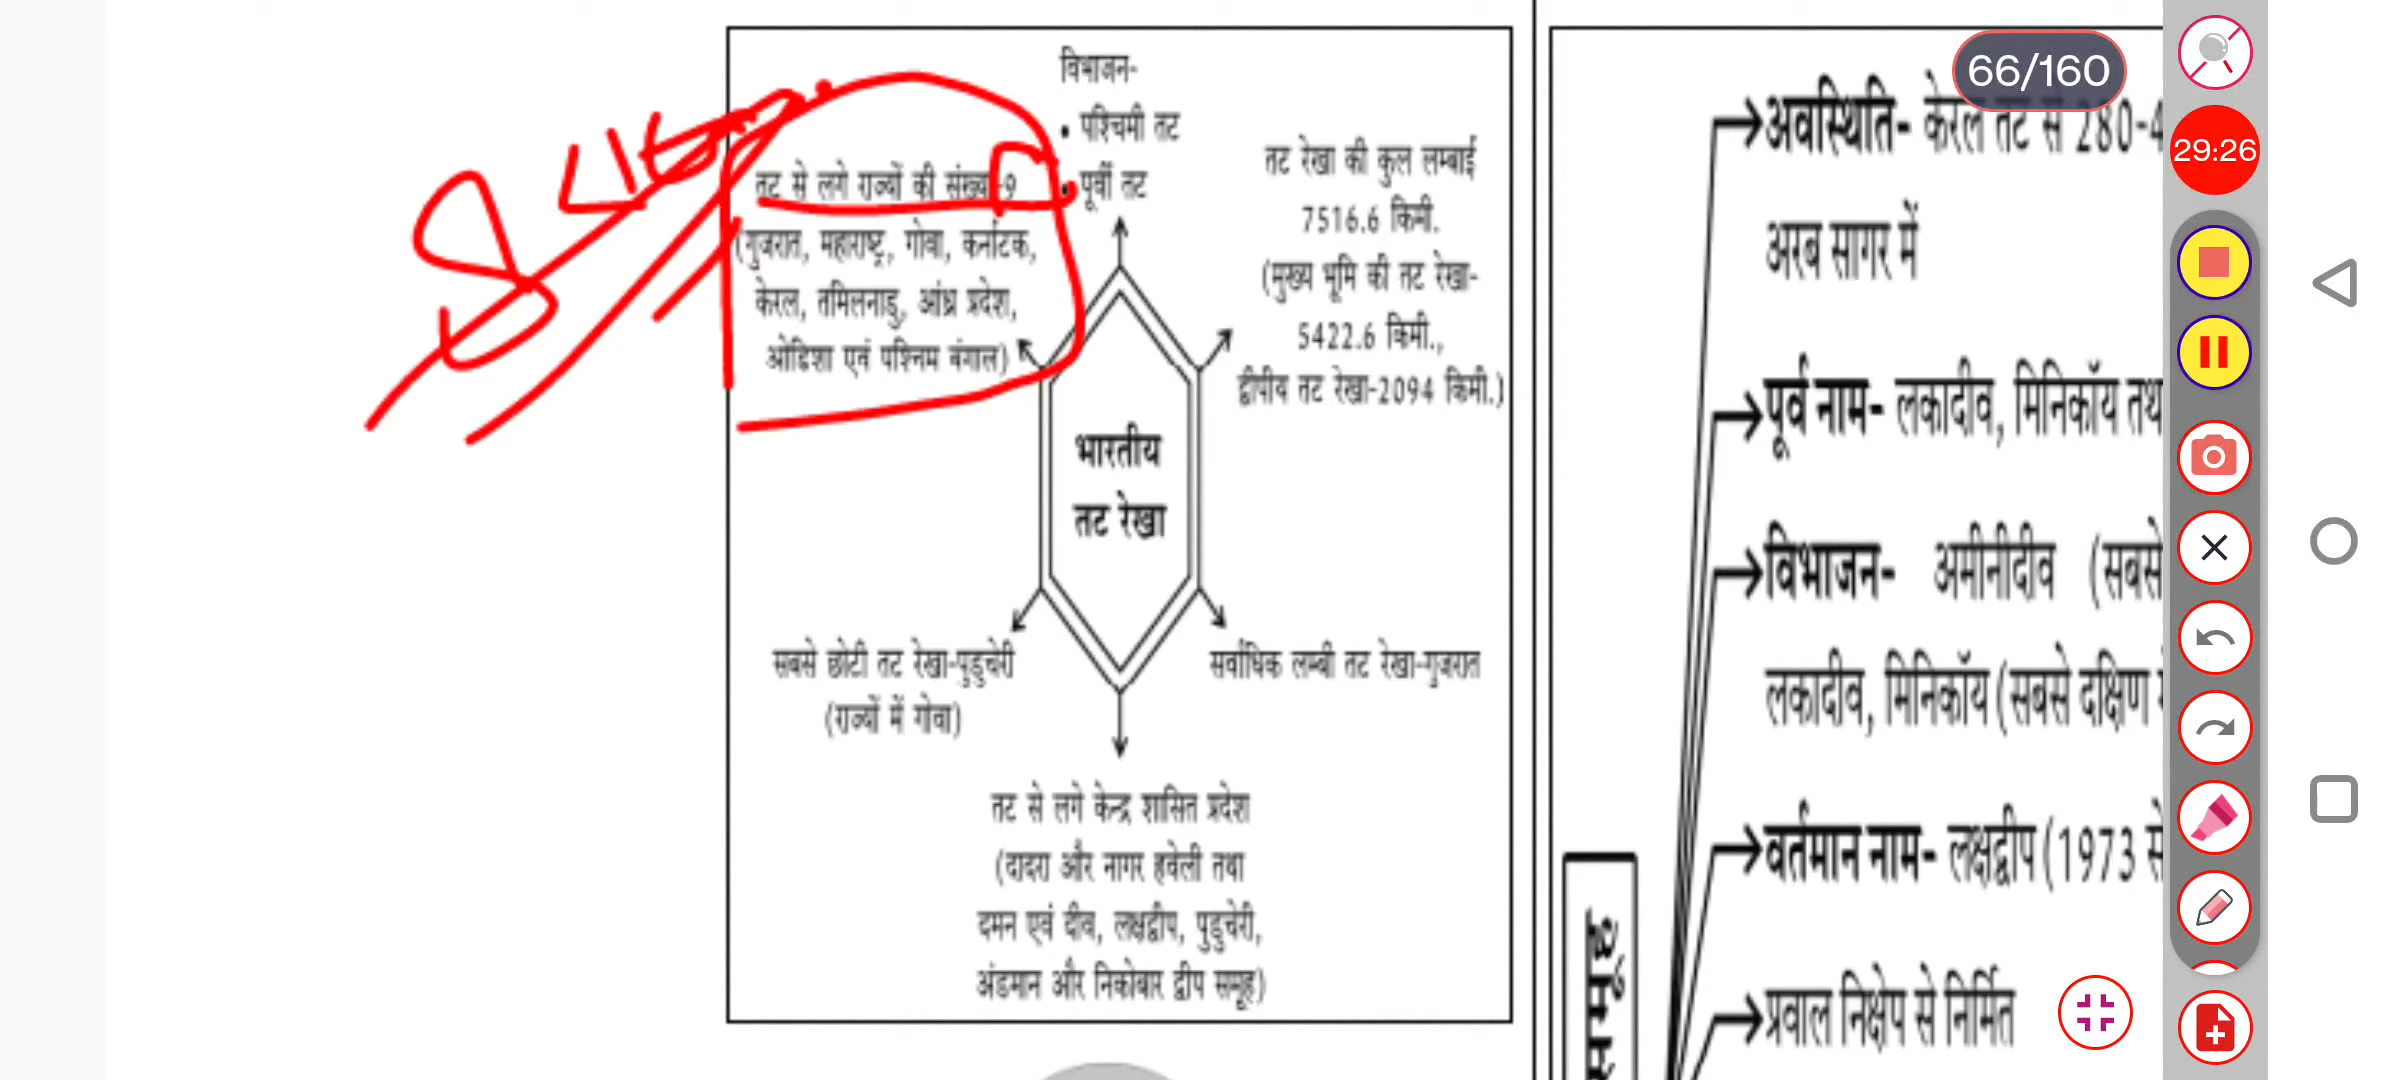 विभाजन-
• पश्चिमी तट
• पूर्वी तट
तट से लगे राज्यों की संख्या-9
(गुजरात, महाराष्ट्र, गोवा, कर्नाटक,
केरल, तमिलनाडु, आंध्र प्रदेश,
ओडिशा एवं पश्चिम बंगाल)
तट रेखा की कुल लम्बाई
7516.6 किमी.
(मुख्य भूमि की तट रेखा-
5422.6 किमी.,
द्वीपीय तट रेखा-2094 किमी.)
भारतीय
तट रेखा
सबसे छोटी तट रेखा-पुडुचेरी
(राज्यों में गोवा)
सर्वाधिक लम्बी तट रेखा-गुजरात
तट से लगे केन्द्र शासित प्रदेश
(दादरा और नागर हवेली तथा
दमन एवं दीव, लक्षद्वीप, पुडुचेरी,
अंडमान और निकोबार द्वीप समूह)
अवस्थिति- केरल तट से 280-4
अरब सागर में
पूर्व नाम- लकादीव, मिनिकॉय तथ
विभाजन- अमीनीदीव (सबसे
लकादीव, मिनिकॉय (सबसे दक्षिण
वर्तमान नाम- लक्षद्वीप (1973 से
प्रवाल निक्षेप से निर्मित
66/160
29:26